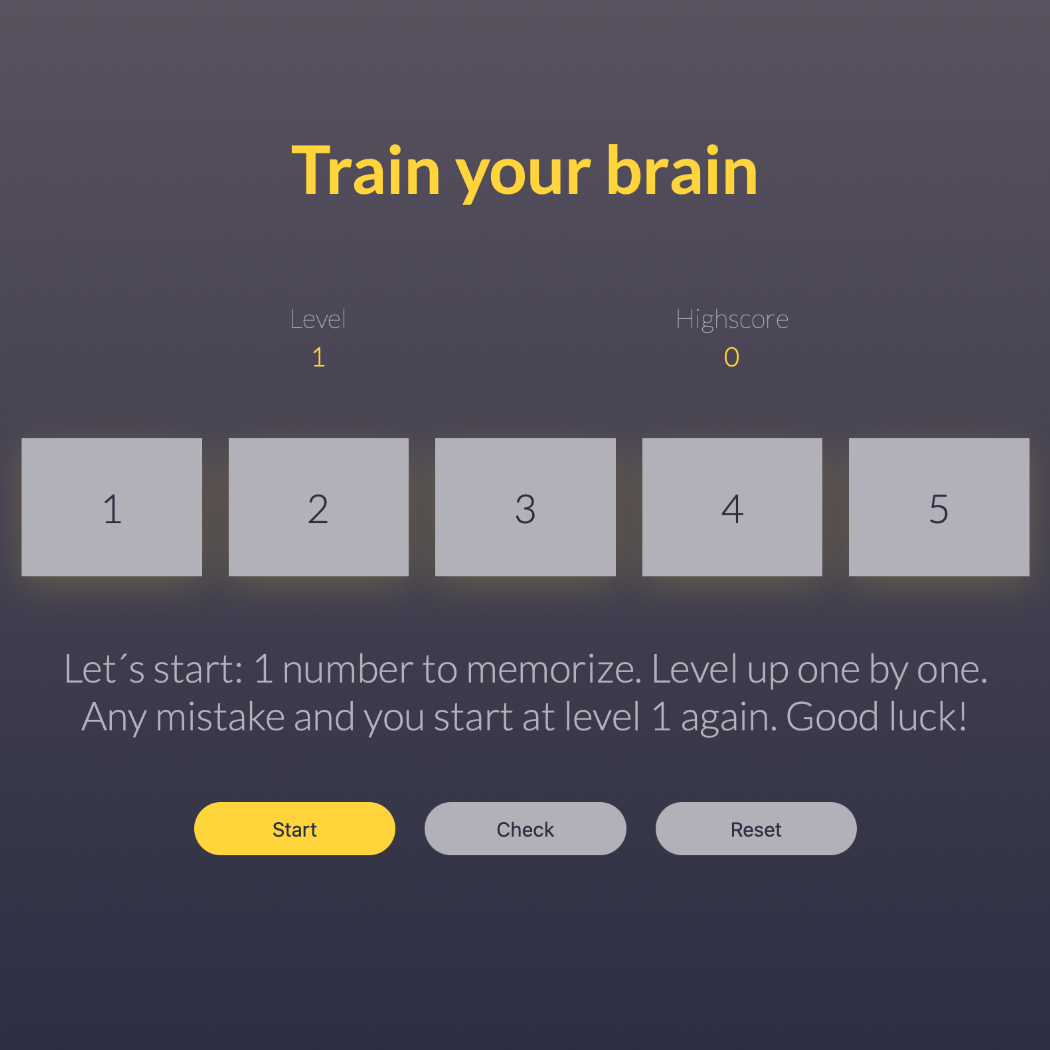 Train your brain
Level
Highscore
1
0
1 2 3 4 5
Let´s start: 1 number to memorize. Level up one by one.
Any mistake and you start at level 1 again. Good luck!
Start Check Reset